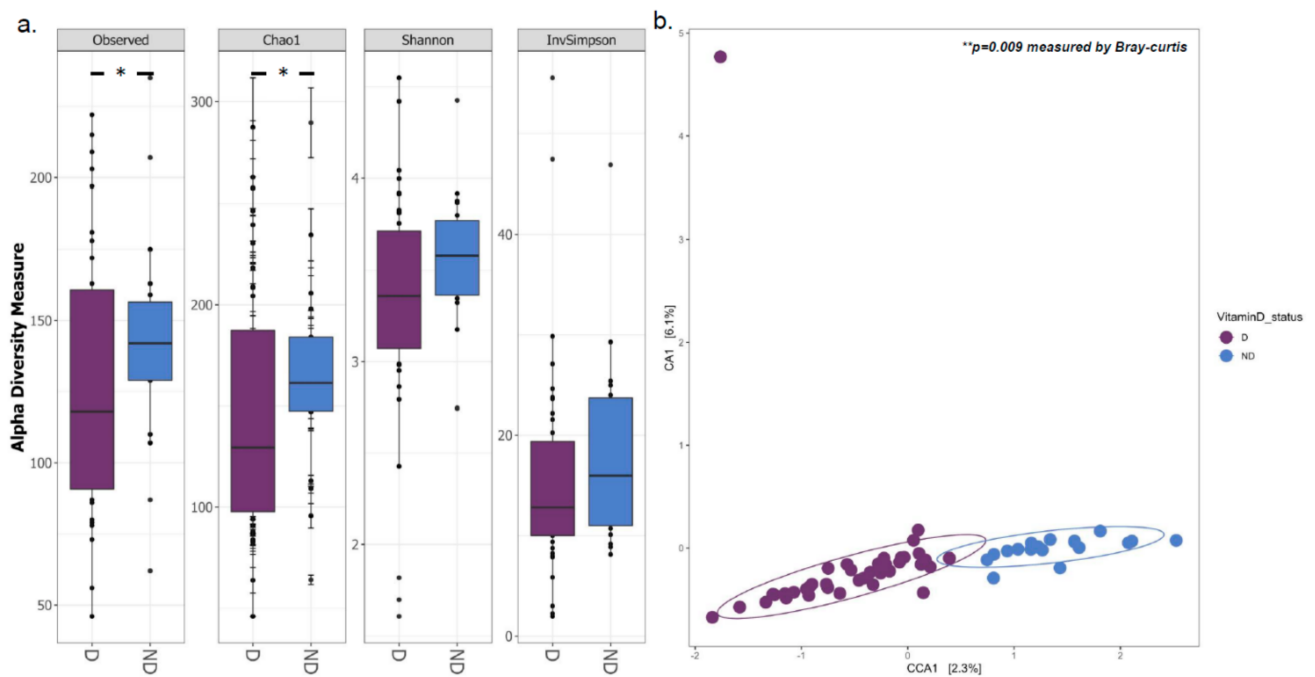 a.
Observed
Chao1
Shannon
InvSimpson
* *
Alpha Diversity Measure
200
150
100
50
300
200
100
4
3
2
40
20
0
D ND
D ND
D ND
D ND
b.
**p=0.009 measured by Bray-curtis
CA1 [6.1%]
5
4
3
2
1
0
-1
-2 -1 0 1 2
CCA1 [2.3%]
VitaminD_status
D
ND